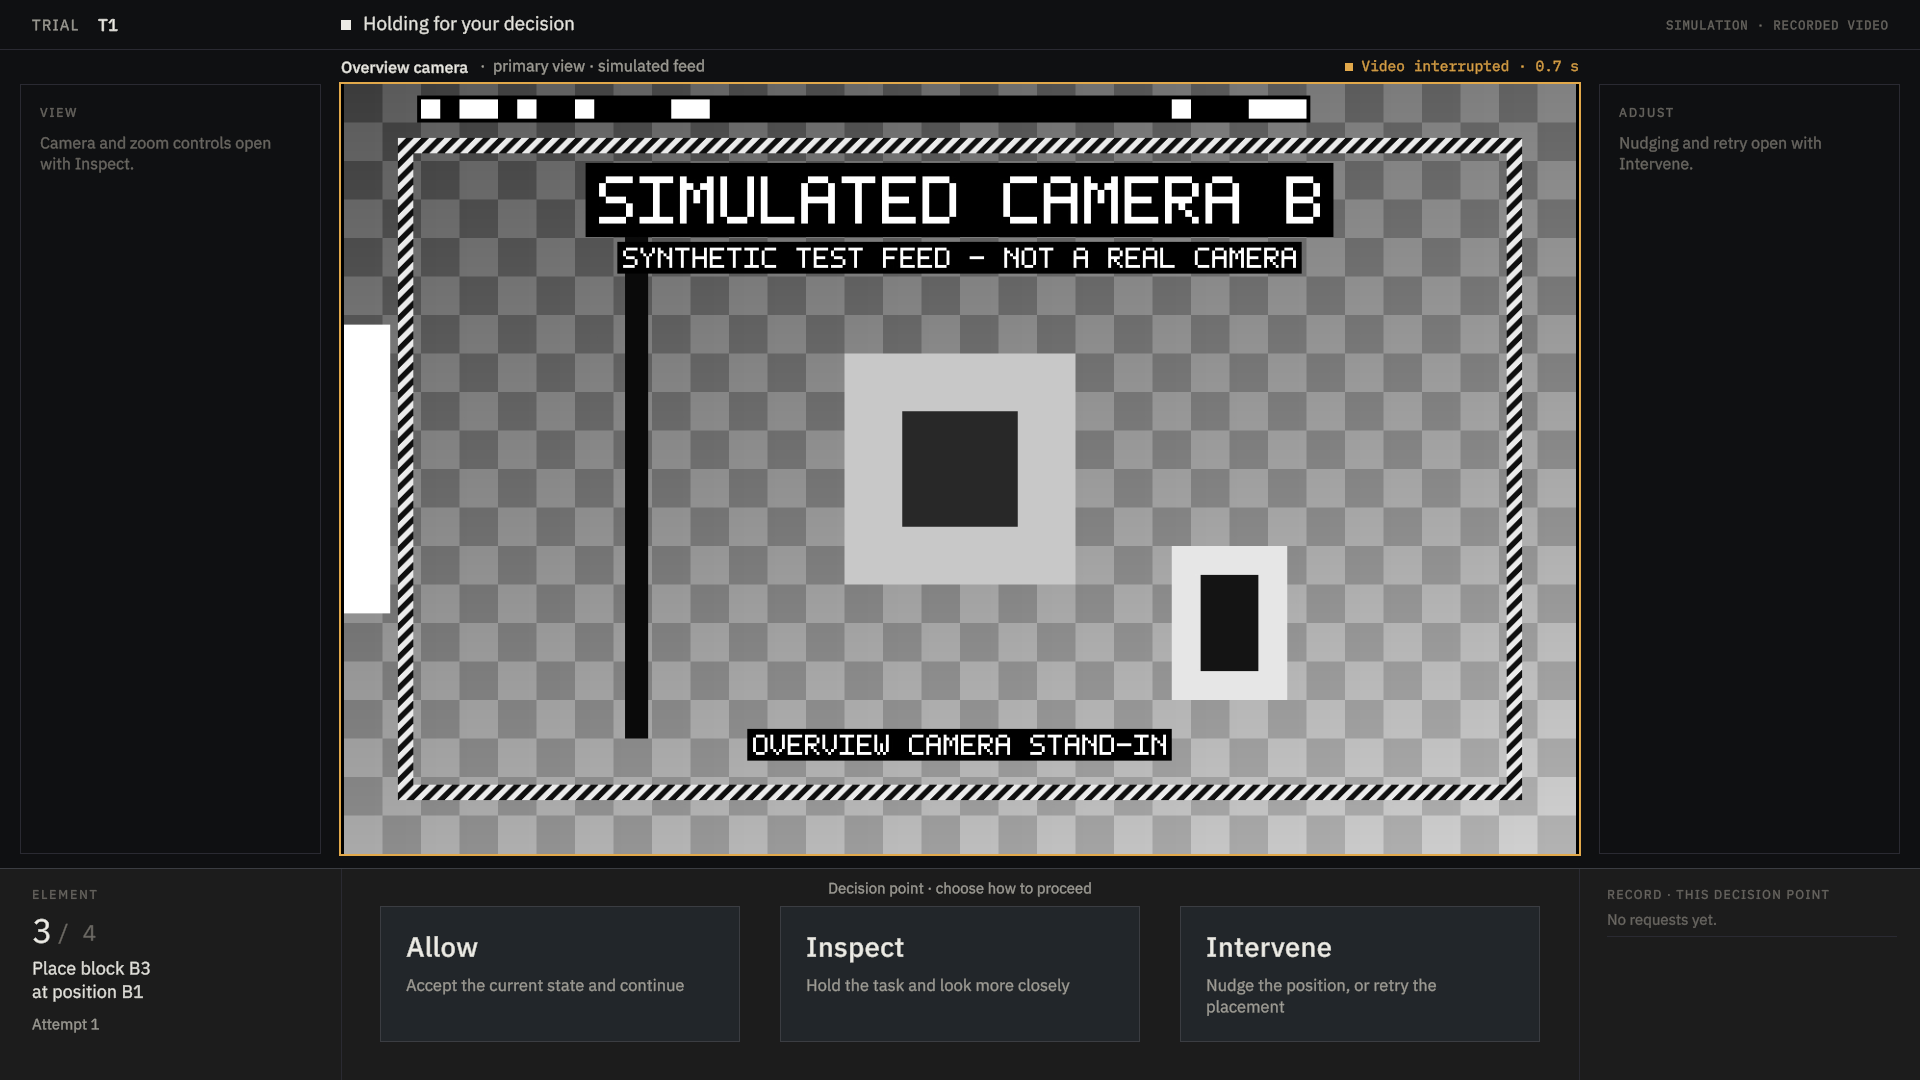 TRIAL T1
Holding for your decision
SIMULATION · RECORDED VIDEO
Overview camera · primary view · simulated feed
Video interrupted · 0.7 s
VIEW
Camera and zoom controls open
with Inspect.
SIMULATED CAMERA B
SYNTHETIC TEST FEED – NOT A REAL CAMERA
OVERVIEW CAMERA STAND–IN
ADJUST
Nudging and retry open with
Intervene.
ELEMENT
3 / 4
Place block B3
at position B1
Attempt 1
Decision point · choose how to proceed
Allow
Accept the current state and continue
Inspect
Hold the task and look more closely
Intervene
Nudge the position, or retry the
placement
RECORD · THIS DECISION POINT
No requests yet.